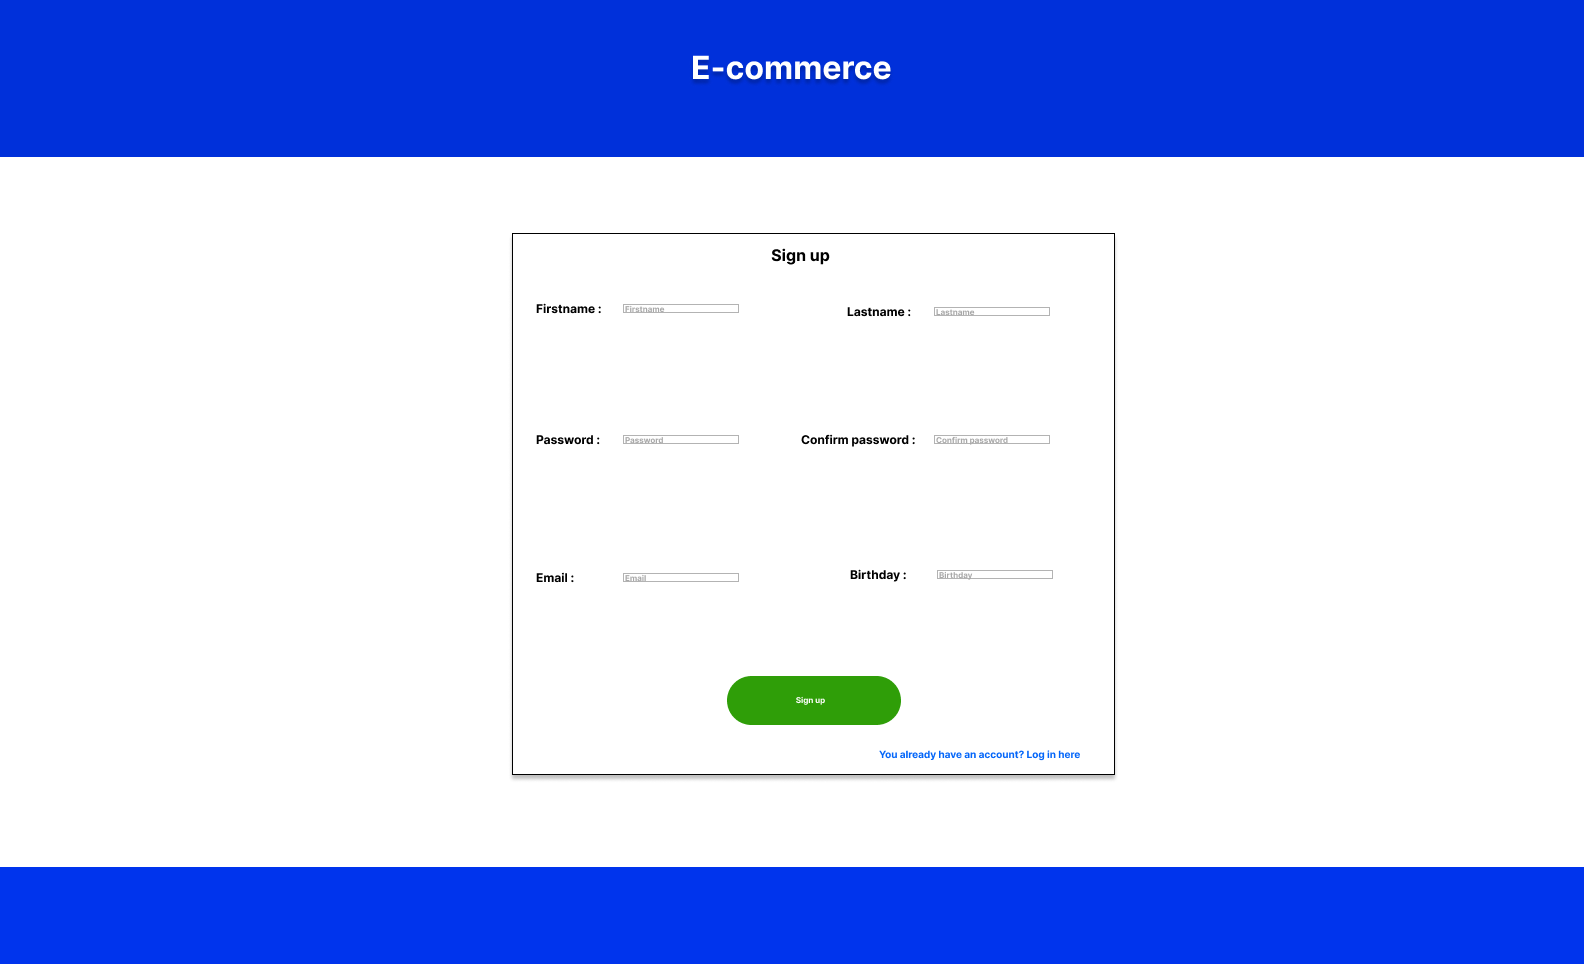 E-commerce
Sign up
Firstname : Firstname Lastname : Lastname
Password : Password Confirm password : Confirm password
Email : Email Birthday : Birthday
Sign up
You already have an account? Log in here